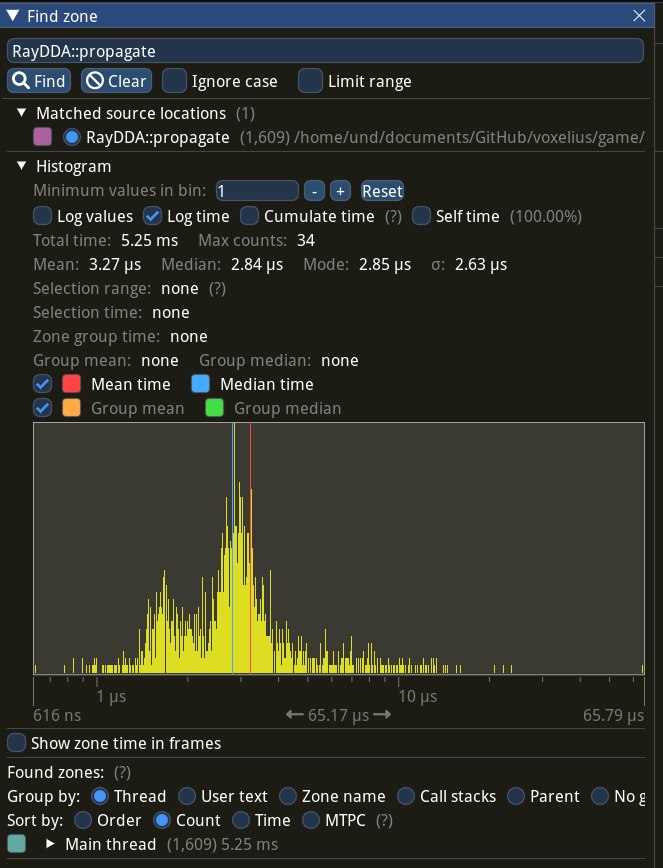 Find zone
RayDDA::propagate
Find Clear Ignore case Limit range
Matched source locations (1)
RayDDA::propagate (1,609) /home/und/documents/GitHub/voxelius/game/
Histogram
Minimum values in bin: 1 - + Reset
Log values Log time Cumulate time (?) Self time (100.00%)
Total time: 5.25 ms Max counts: 34
Mean: 3.27 μs Median: 2.84 μs Mode: 2.85 μs σ: 2.63 μs
Selection range: none (?)
Selection time: none
Zone group time: none
Group mean: none Group median: none
Mean time Median time
Group mean Group median
1 μs 10 μs
616 ns 65.17 μs 65.79 μs
Show zone time in frames
Found zones: (?)
Group by: Thread User text Zone name Call stacks Parent No g
Sort by: Order Count Time MTPC (?)
Main thread (1,609) 5.25 ms